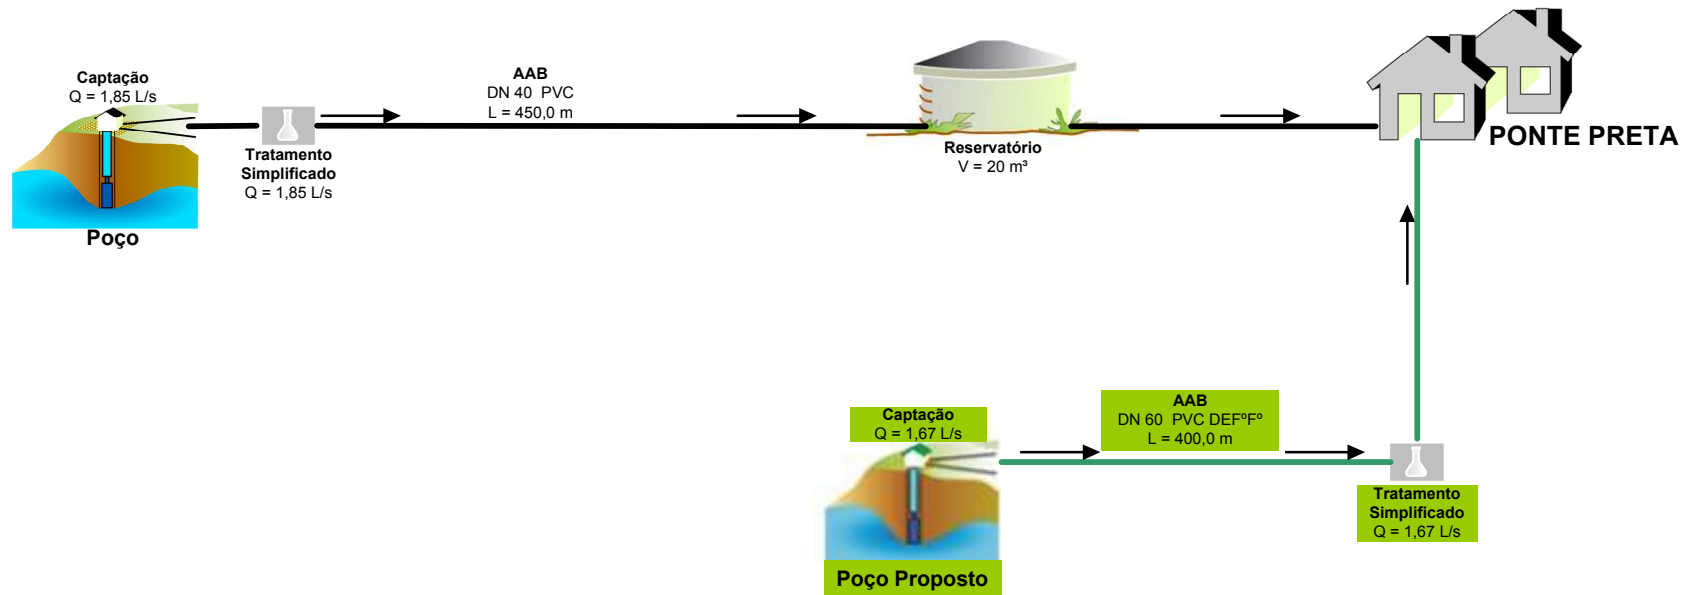 Captação
Q = 1,85 L/s
Poço
Tratamento
Simplificado
Q = 1,85 L/s
AAB
DN 40  PVC
L = 450,0 m
Reservatório
V = 20 m³
PONTE PRETA
Captação
Q = 1,67 L/s
Poço Proposto
AAB
DN 60  PVC DEFºFº
L = 400,0 m
Tratamento
Simplificado
Q = 1,67 L/s